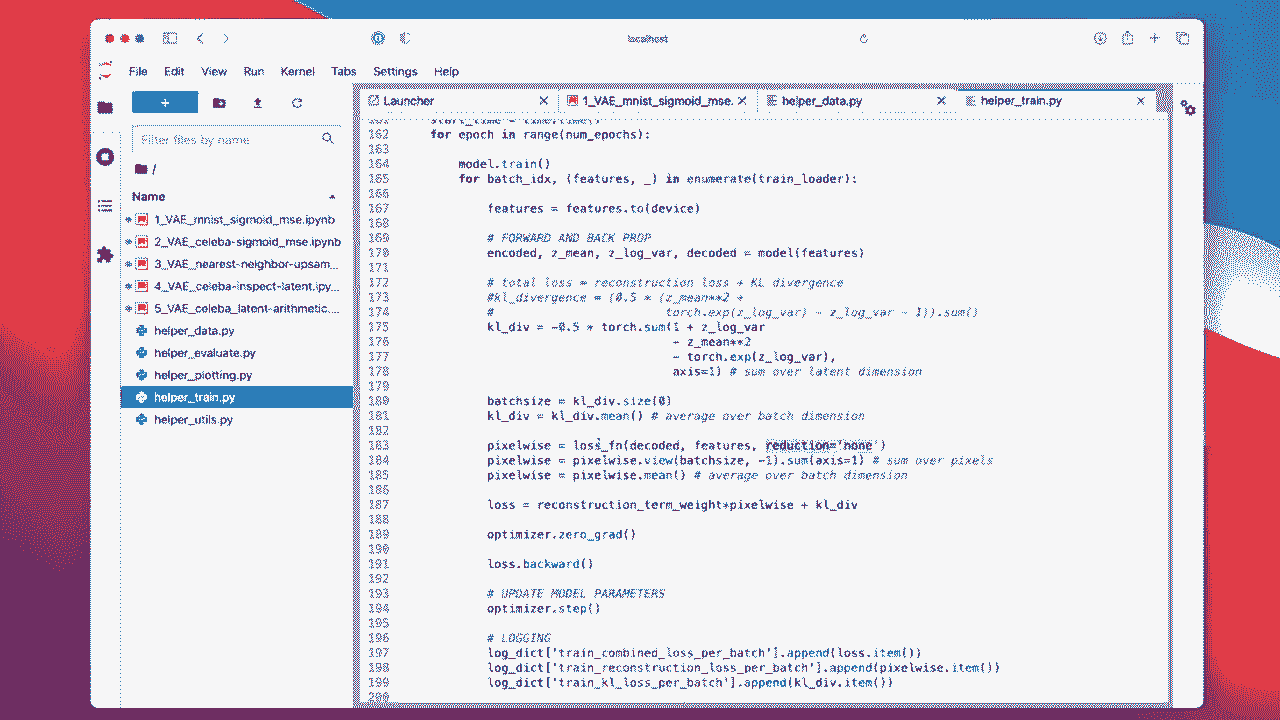 localhost
File Edit View Run Kernel Tabs Settings Help
+
Launcher
1_VAE_mnist_sigmoid_mse.
helper_data.py
helper_train.py
Filter files by name
/
Name
1_VAE_mnist_sigmoid_mse.ipynb
2_VAE_celeba-sigmoid_mse.ipynb
3_VAE_nearest-neighbor-upsam...
4_VAE_celeba-inspect-latent.ipy...
5_VAE_celeba_latent-arithmetic....
helper_data.py
helper_evaluate.py
helper_plotting.py
helper_train.py
helper_utils.py
161 start_time = time.time()
162 for epoch in range(num_epochs):
163
164 model.train()
165 for batch_idx, (features, _) in enumerate(train_loader):
166
167 features = features.to(device)
168
169 # FORWARD AND BACK PROP
170 encoded, z_mean, z_log_var, decoded = model(features)
171
172 # total loss = reconstruction loss + KL divergence
173 #kl_divergence = (0.5 * (z_mean**2 +
174 # torch.exp(z_log_var) - z_log_var - 1)).sum()
175 kl_div = -0.5 * torch.sum(1 + z_log_var
176 - z_mean**2
177 - torch.exp(z_log_var),
178 axis=1) # sum over latent dimension
179
180 batchsize = kl_div.size(0)
181 kl_div = kl_div.mean() # average over batch dimension
182
183 pixelwise = loss_fn(decoded, features, reduction='none')
184 pixelwise = pixelwise.view(batchsize, -1).sum(axis=1) # sum over pixels
185 pixelwise = pixelwise.mean() # average over batch dimension
186
187 loss = reconstruction_term_weight*pixelwise + kl_div
188
189 optimizer.zero_grad()
190
191 loss.backward()
192
193 # UPDATE MODEL PARAMETERS
194 optimizer.step()
195
196 # LOGGING
197 log_dict['train_combined_loss_per_batch'].append(loss.item())
198 log_dict['train_reconstruction_loss_per_batch'].append(pixelwise.item())
199 log_dict['train_kl_loss_per_batch'].append(kl_div.item())
200